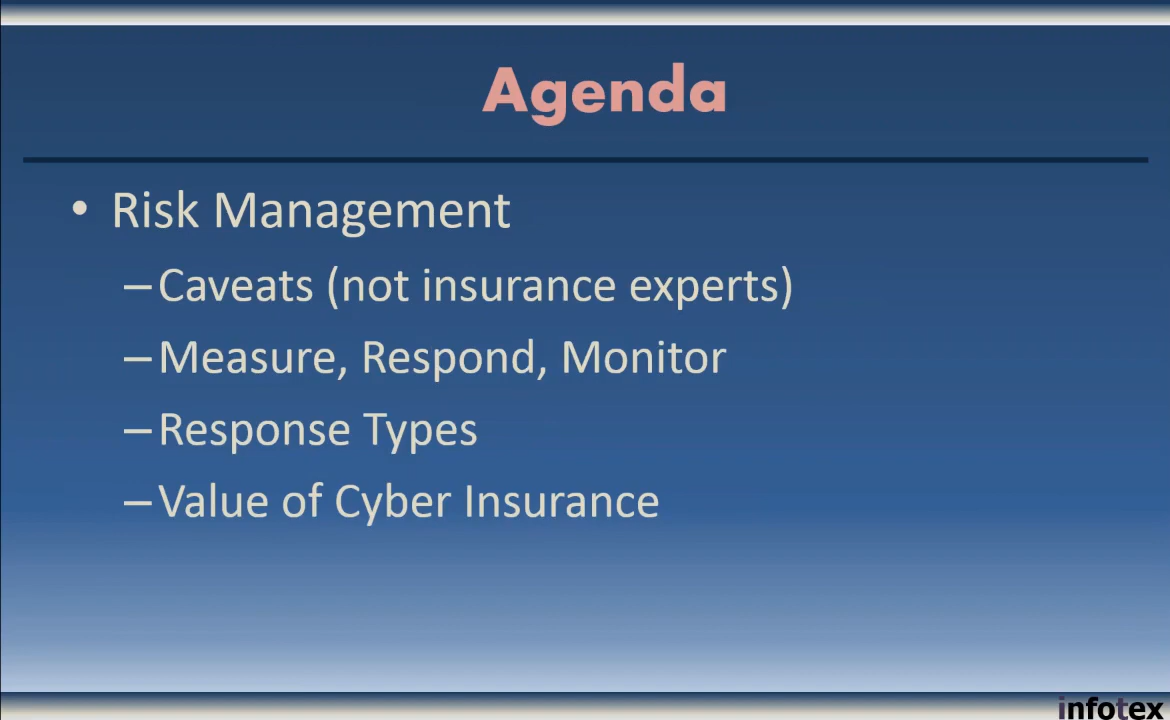 Agenda
• Risk Management
–Caveats (not insurance experts)
–Measure, Respond, Monitor
–Response Types
–Value of Cyber Insurance
infotex